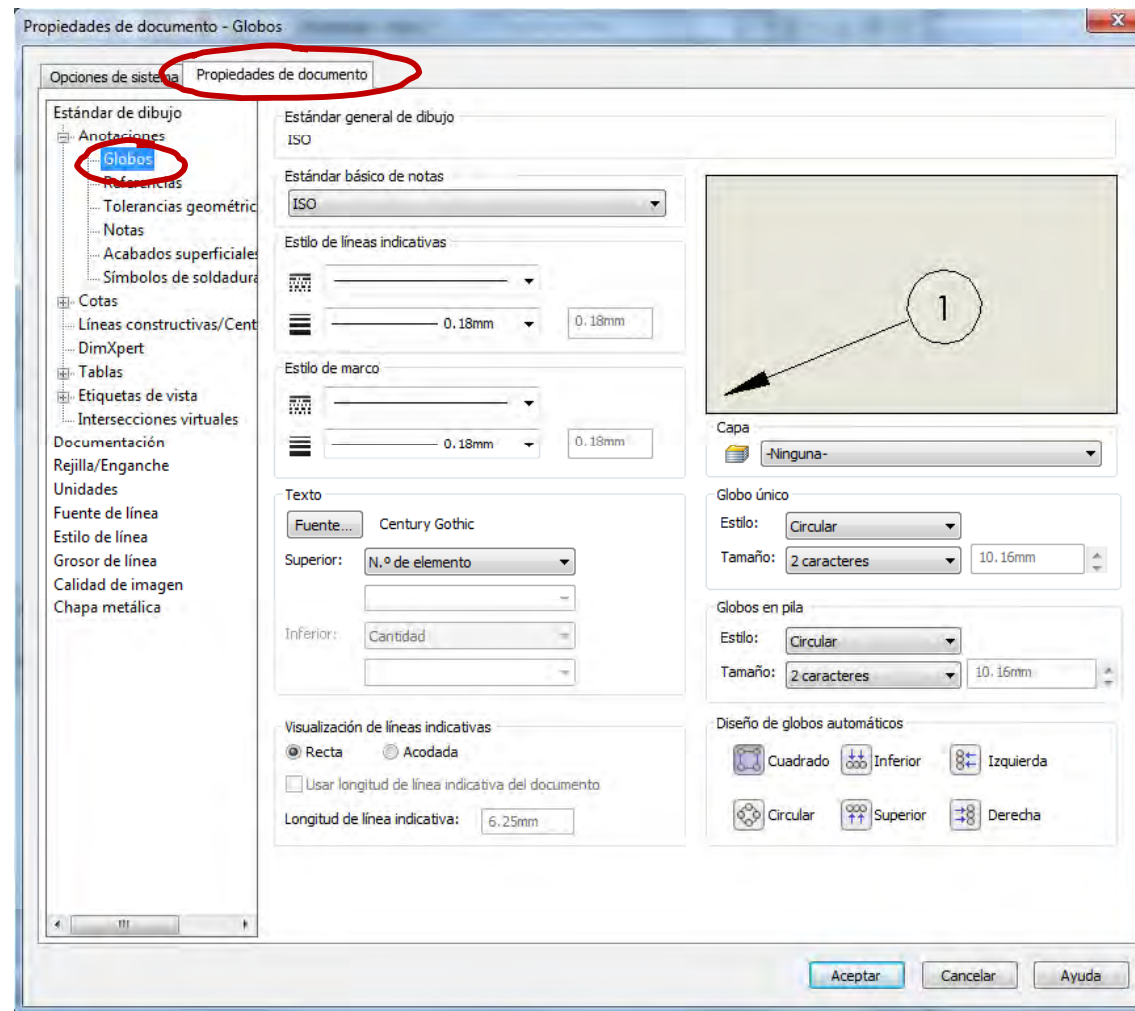 Propiedades de documento - Globos
Opciones de sistema
Propiedades de documento
Estándar de dibujo
Anotaciones
Globos
Referencias
Tolerancias geométric
Notas
Acabados superficiales
Símbolos de soldadura
Cotas
Líneas constructivas/Cent
DimXpert
Tablas
Etiquetas de vista
Intersecciones virtuales
Documentación
Rejilla/Enganche
Unidades
Fuente de línea
Estilo de línea
Grosor de línea
Calidad de imagen
Chapa metálica
Estándar general de dibujo
ISO
Estándar básico de notas
ISO
Estilo de líneas indicativas
0.18mm 0.18mm
Estilo de marco
0.18mm 0.18mm
Texto
Fuente... Century Gothic
Superior: N.º de elemento
Inferior: Cantidad
Visualización de líneas indicativas
Recta Acodada
Usar longitud de línea indicativa del documento
Longitud de línea indicativa: 6.25mm
1
Capa
-Ninguna-
Globo único
Estilo: Circular
Tamaño: 2 caracteres 10.16mm
Globos en pila
Estilo: Circular
Tamaño: 2 caracteres 10.16mm
Diseño de globos automáticos
Cuadrado Inferior Izquierda
Circular Superior Derecha
Aceptar Cancelar Ayuda